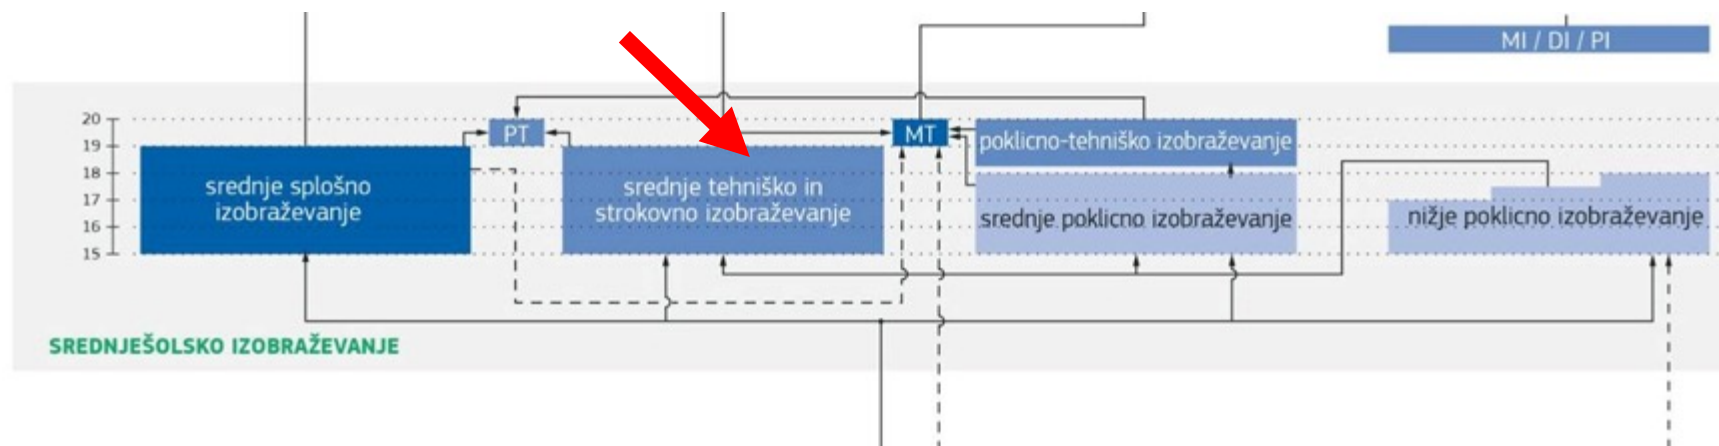 MI / DI / PI
20
19
18
17
16
15
PT
MT
srednje splošno
izobraževanje
srednje tehniško in
strokovno izobraževanje
poklicno-tehniško izobraževanje
srednje poklicno izobraževanje
nižje poklicno izobraževanje
SREDNJEŠOLSKO IZOBRAŽEVANJE